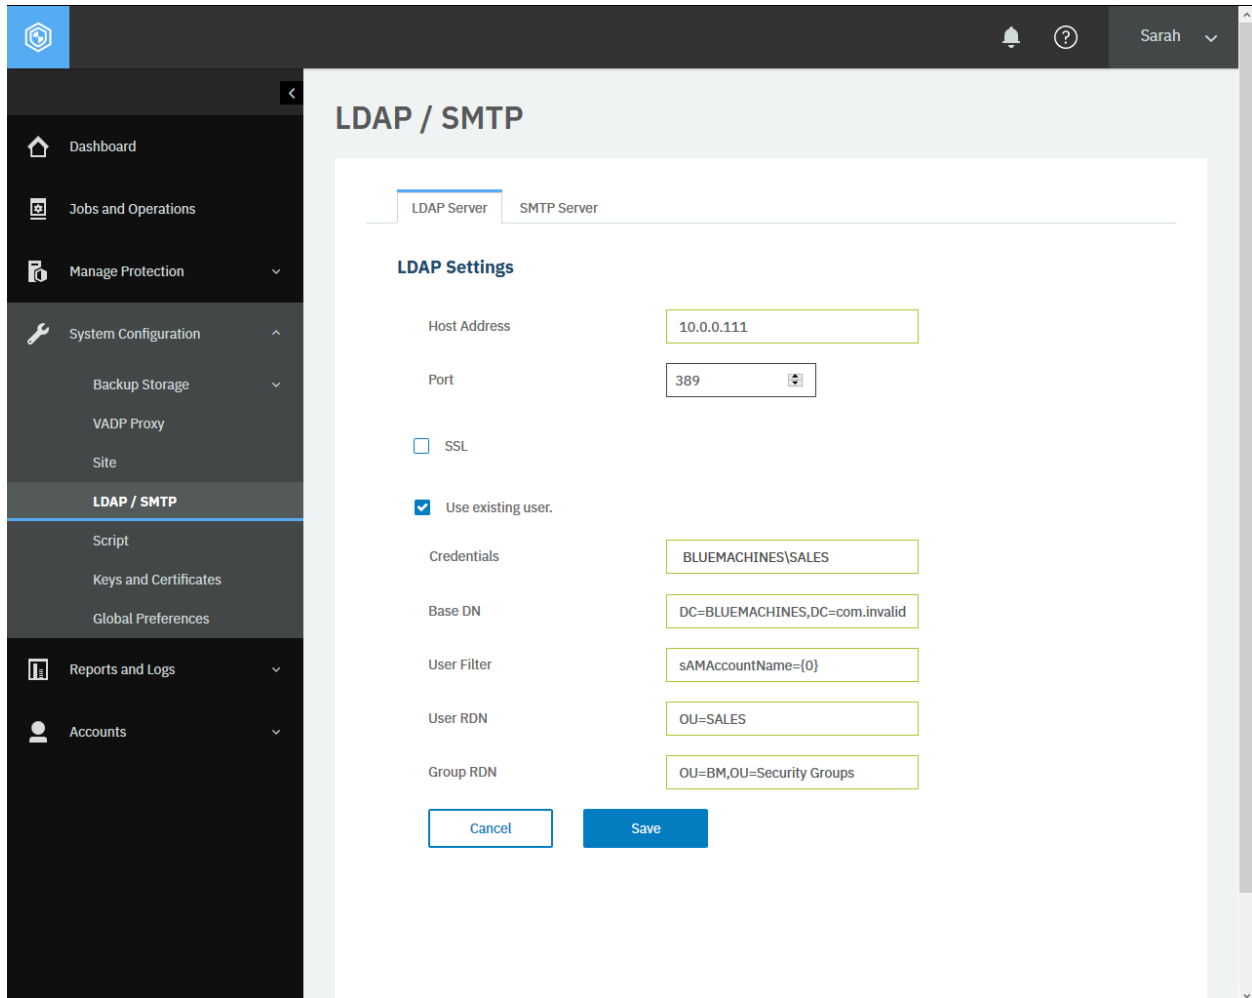 Sarah
LDAP / SMTP
Dashboard
Jobs and Operations
Manage Protection
System Configuration
Backup Storage
VADP Proxy
Site
LDAP / SMTP
Script
Keys and Certificates
Global Preferences
Reports and Logs
Accounts
LDAP Server SMTP Server
LDAP Settings
Host Address 10.0.0.111
Port 389
SSL
Use existing user.
Credentials BLUEMACHINES\SALES
Base DN DC=BLUEMACHINES,DC=com.invalid
User Filter sAMAccountName={0}
User RDN OU=SALES
Group RDN OU=BM,OU=Security Groups
Cancel Save